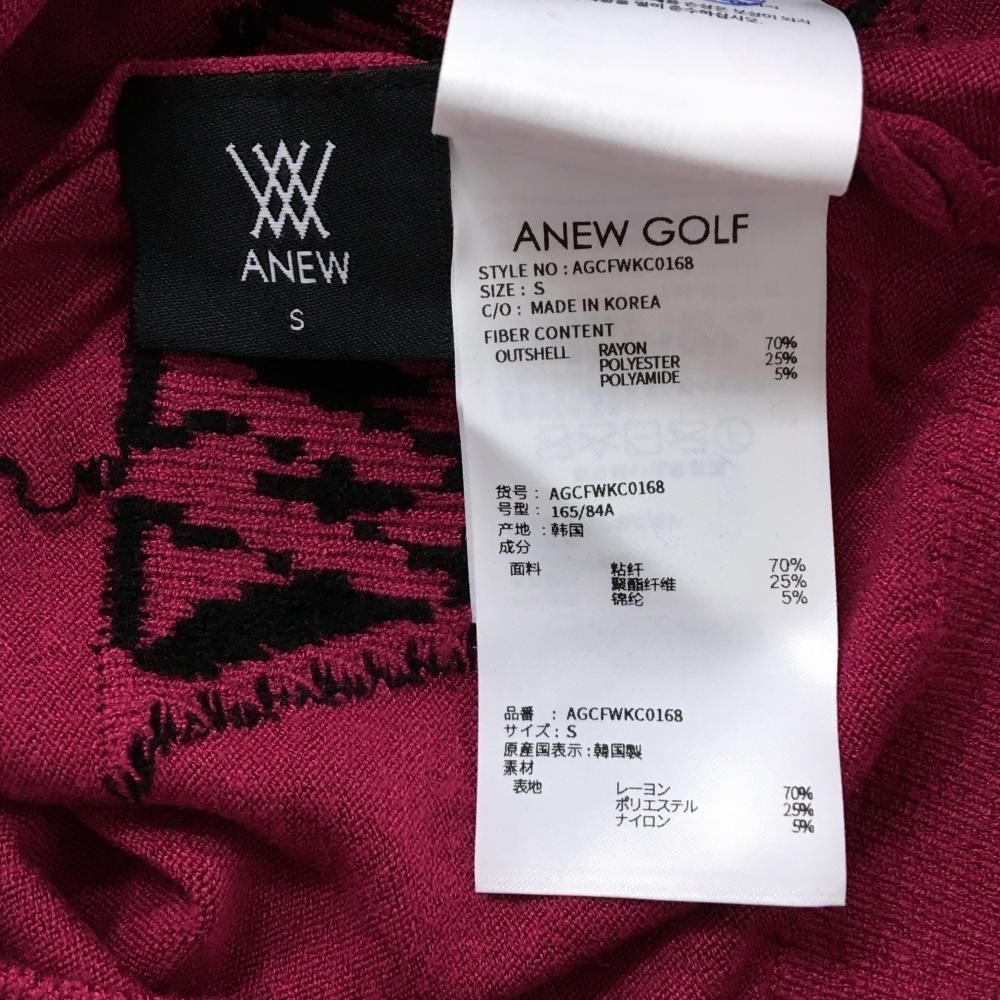 ANEW
S
ANEW GOLF
STYLE NO : AGCFWKC0168
SIZE : S
C/O : MADE IN KOREA
FIBER CONTENT
OUTSHELL RAYON 70%
POLYESTER 25%
POLYAMIDE 5%
货号 : AGCFWKC0168
号型 : 165/84A
产地 : 韩国
成分
面料 粘纤 70%
聚酯纤维 25%
锦纶 5%
品番 : AGCFWKC0168
サイズ : S
原産国表示 : 韓国製
素材
表地 レーヨン 70%
ポリエステル 25%
ナイロン 5%